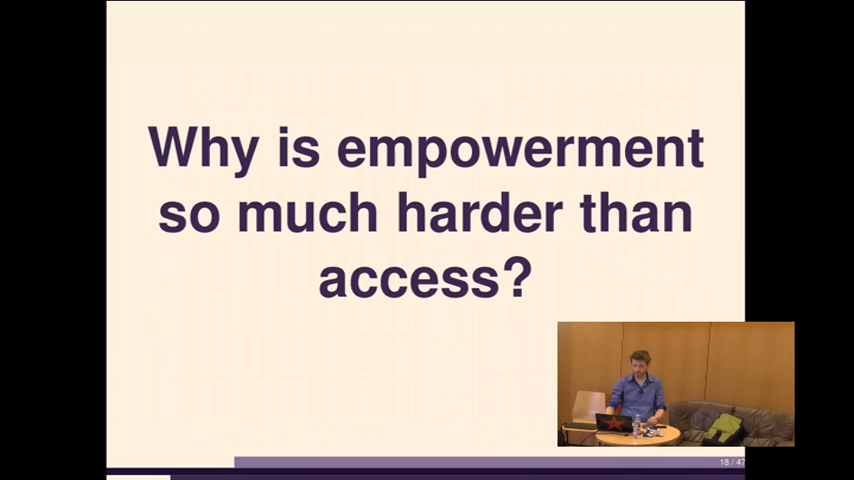 Why is empowerment
so much harder than
access?
18 / 47